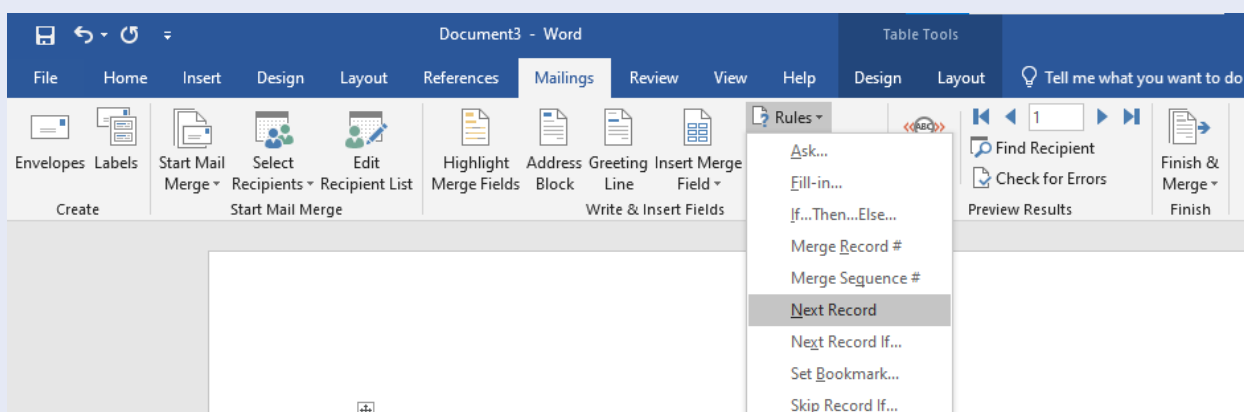 Document3 - Word
Table Tools
File Home Insert Design Layout References Mailings Review View Help Design Layout Tell me what you want to do
Envelopes
Labels
Start Mail
Merge
Select
Recipients
Edit
Recipient List
Highlight
Merge Fields
Address
Block
Greeting
Line
Insert Merge
Field
Rules
ABC
1
Find Recipient
Check for Errors
Finish &
Merge
Create
Start Mail Merge
Write & Insert Fields
Preview Results
Finish
Ask...
Fill-in...
If...Then...Else...
Merge Record #
Merge Sequence #
Next Record
Next Record If...
Set Bookmark...
Skip Record If...